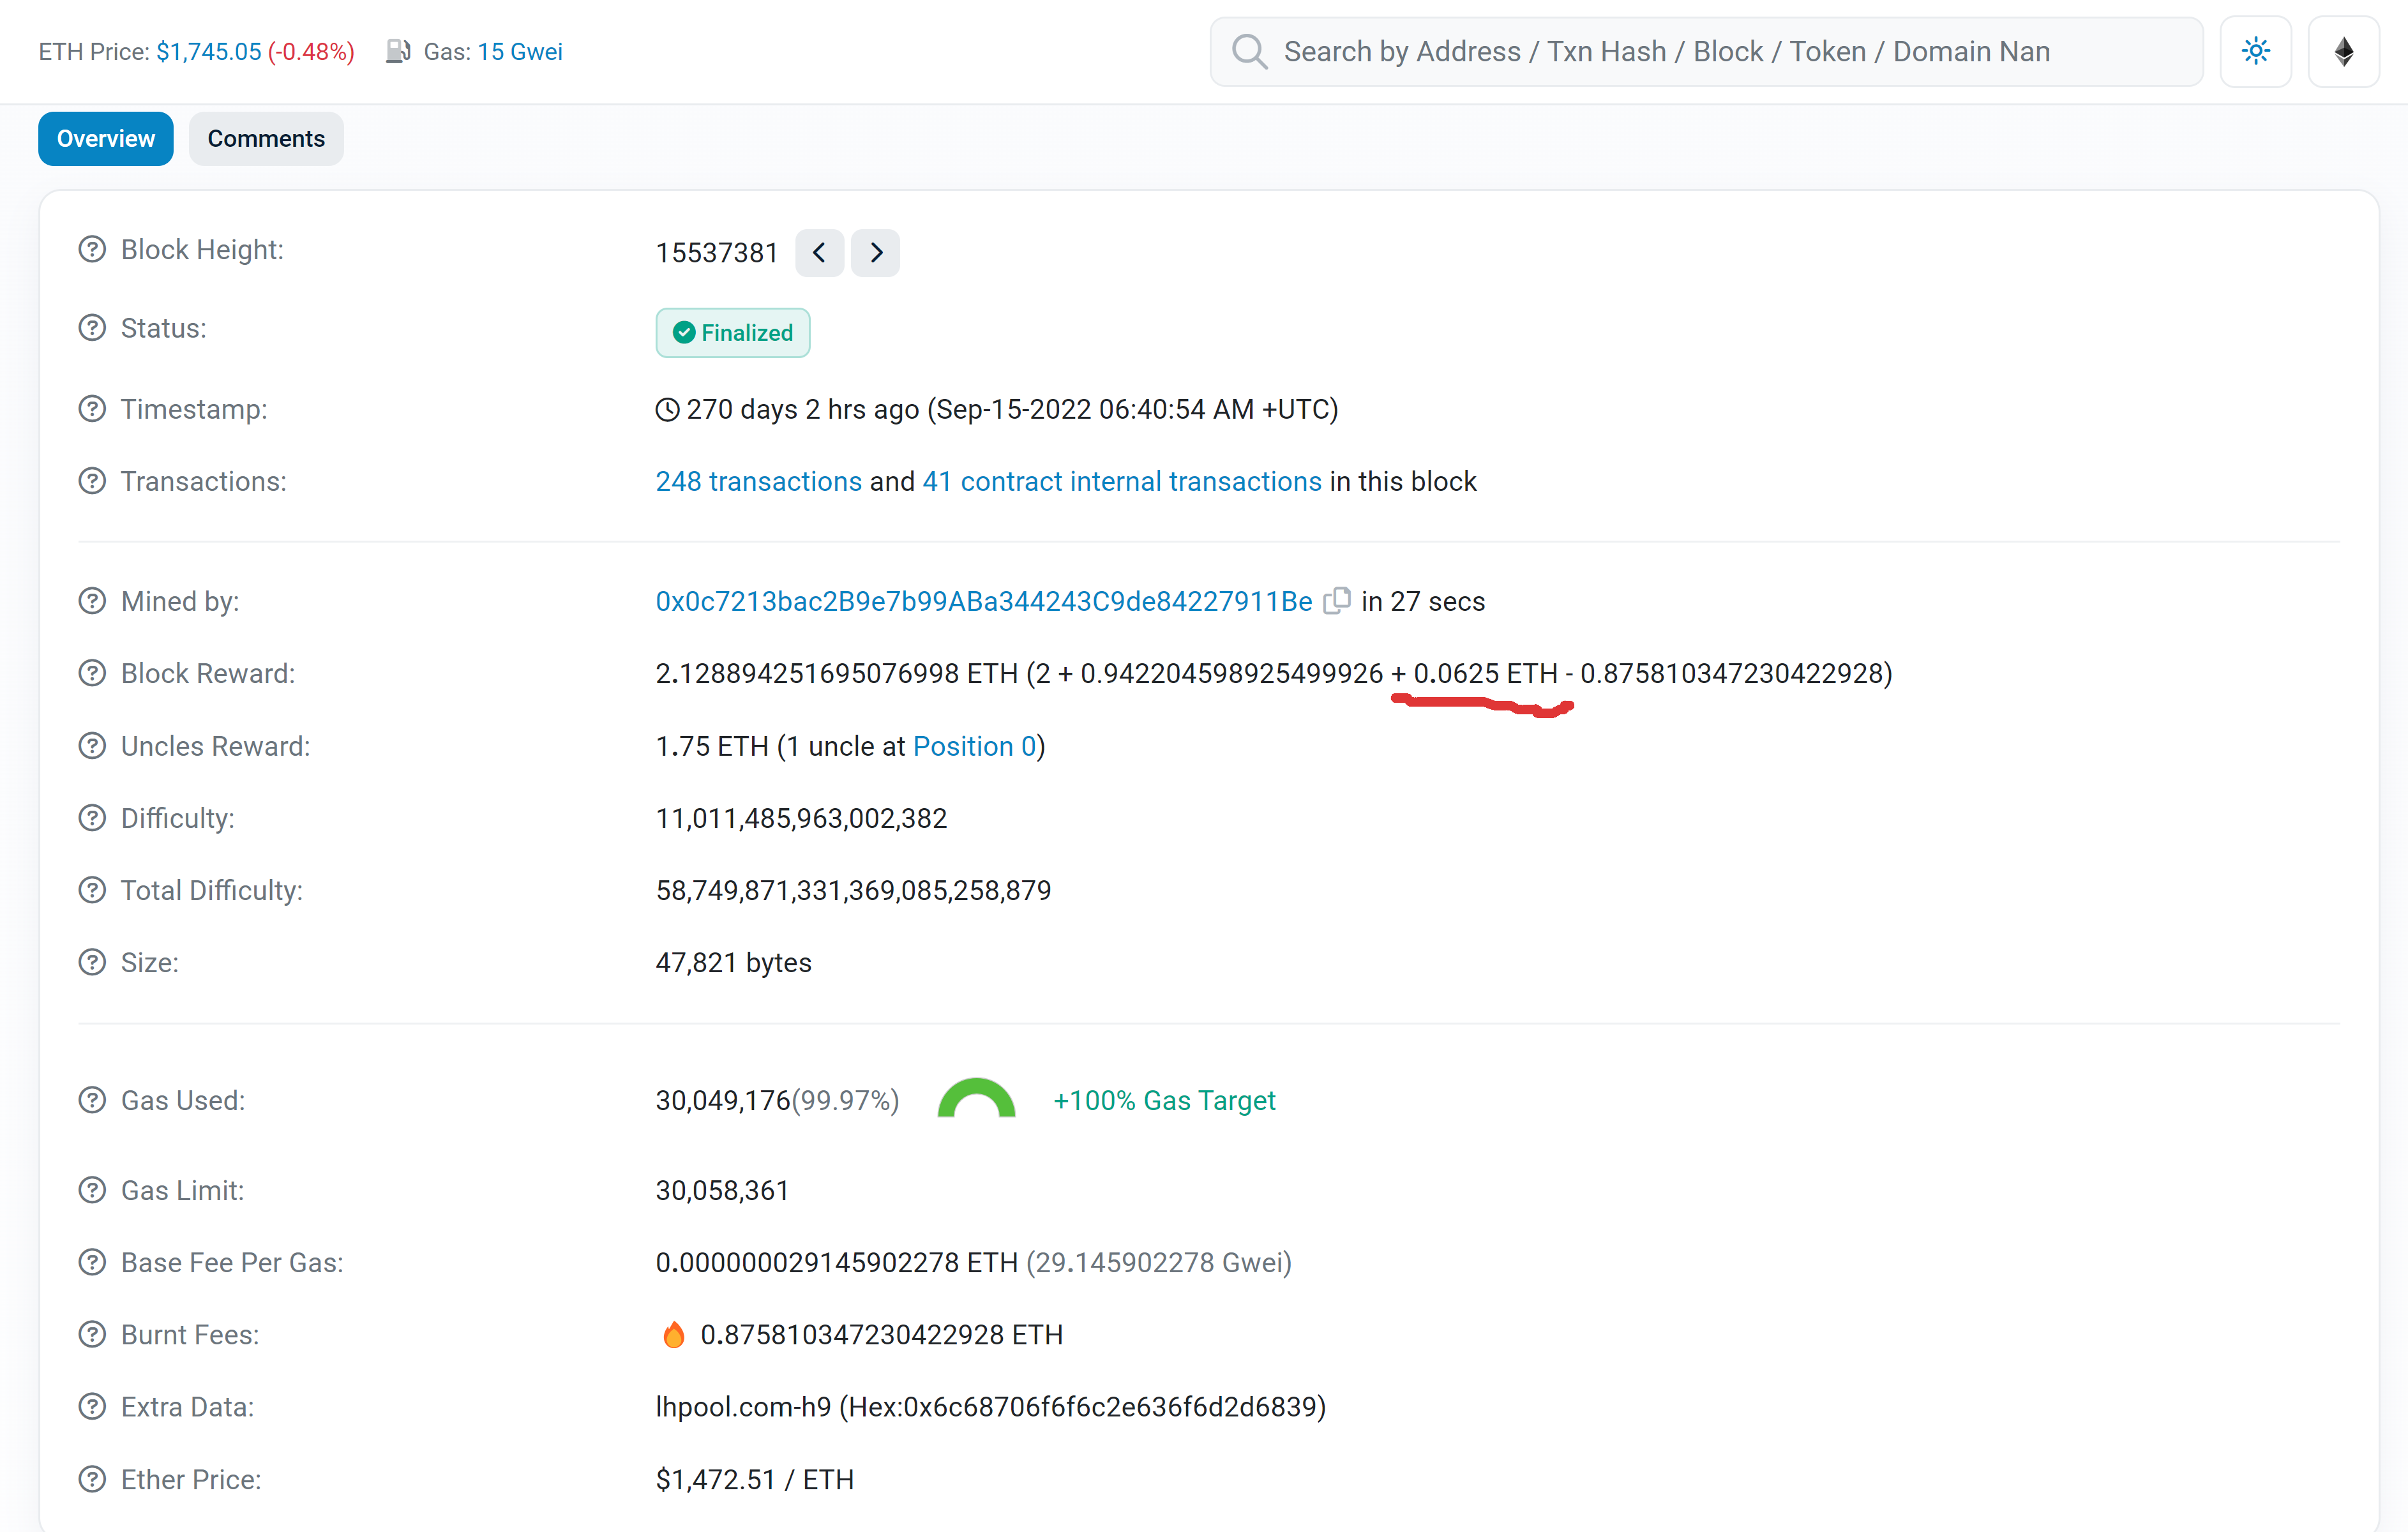 ETH Price: $1,745.05 (-0.48%) Gas: 15 Gwei Search by Address / Txn Hash / Block / Token / Domain Nan
Overview Comments
Block Height: 15537381
Status: Finalized
Timestamp: 270 days 2 hrs ago (Sep-15-2022 06:40:54 AM +UTC)
Transactions: 248 transactions and 41 contract internal transactions in this block
Mined by: 0x0c7213bac2B9e7b99ABa344243C9de84227911Be in 27 secs
Block Reward: 2.128894251695076998 ETH (2 + 0.942204598925499926 + 0.0625 ETH - 0.875810347230422928)
Uncles Reward: 1.75 ETH (1 uncle at Position 0)
Difficulty: 11,011,485,963,002,382
Total Difficulty: 58,749,871,331,369,085,258,879
Size: 47,821 bytes
Gas Used: 30,049,176(99.97%) +100% Gas Target
Gas Limit: 30,058,361
Base Fee Per Gas: 0.000000029145902278 ETH (29.145902278 Gwei)
Burnt Fees: 0.875810347230422928 ETH
Extra Data: lhpool.com-h9 (Hex:0x6c68706f6f6c2e636f6d2d6839)
Ether Price: $1,472.51 / ETH